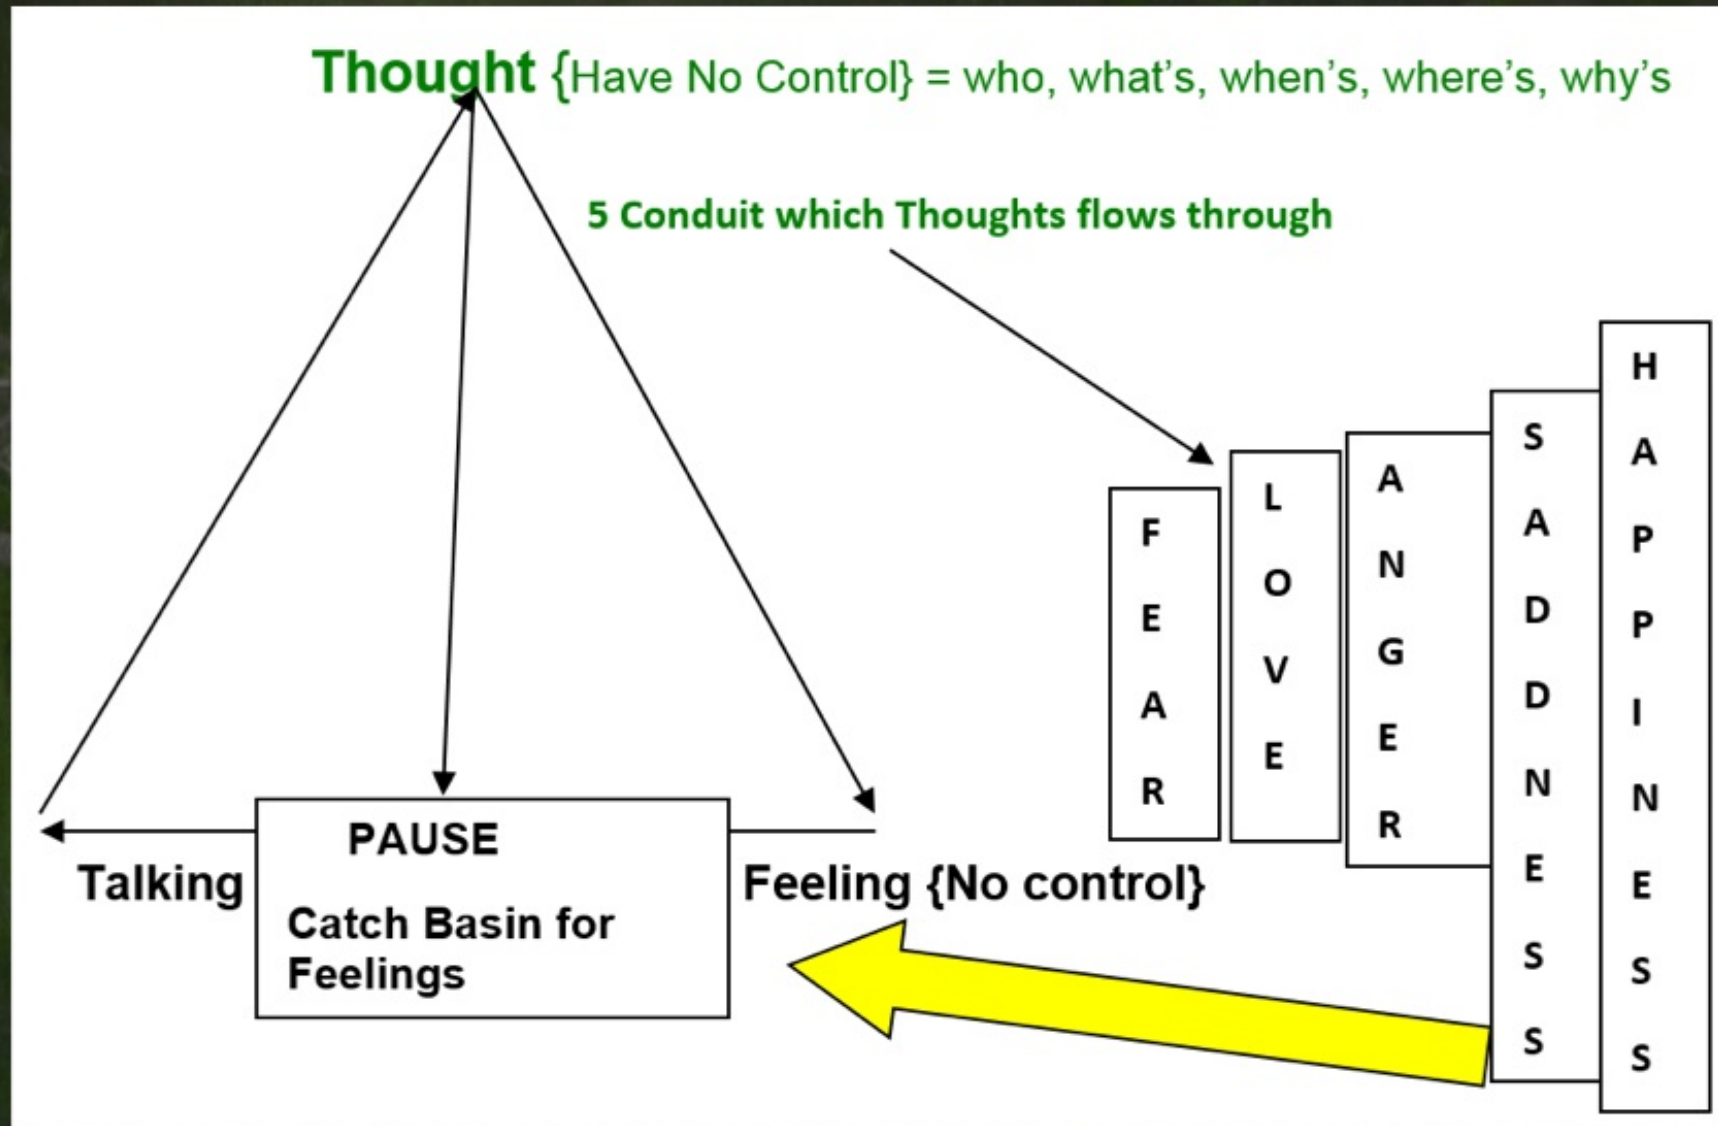 Thought {Have No Control} = who, what's, when's, where's, why's
5 Conduit which Thoughts flows through
FEAR
LOVE
ANGER
SADDNESS
HAPPINESS
PAUSE
Talking
Catch Basin for
Feelings
Feeling {No control}